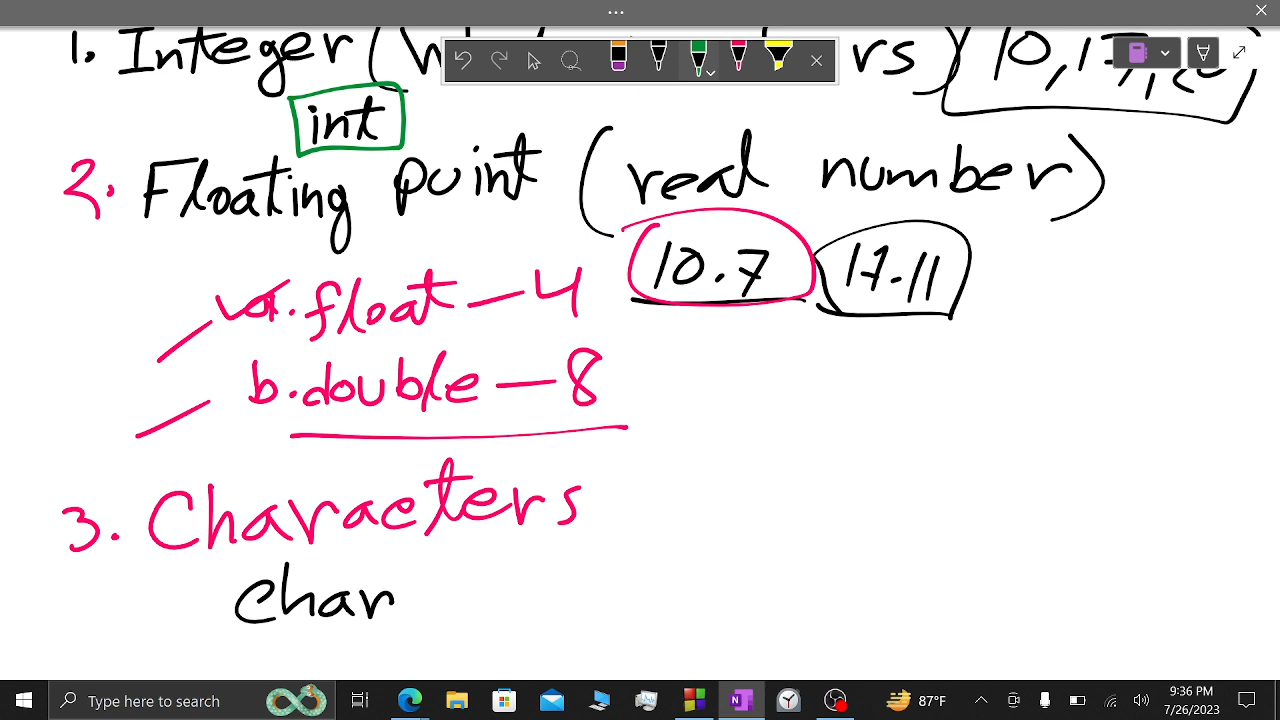 1. Integer ( rs) 10, 17,
int
2. Floating point (real number)
10.7 17.11
a. float - 4
b. double - 8
3. Characters
char
Type here to search
87°F
9:36 PM
7/26/2023